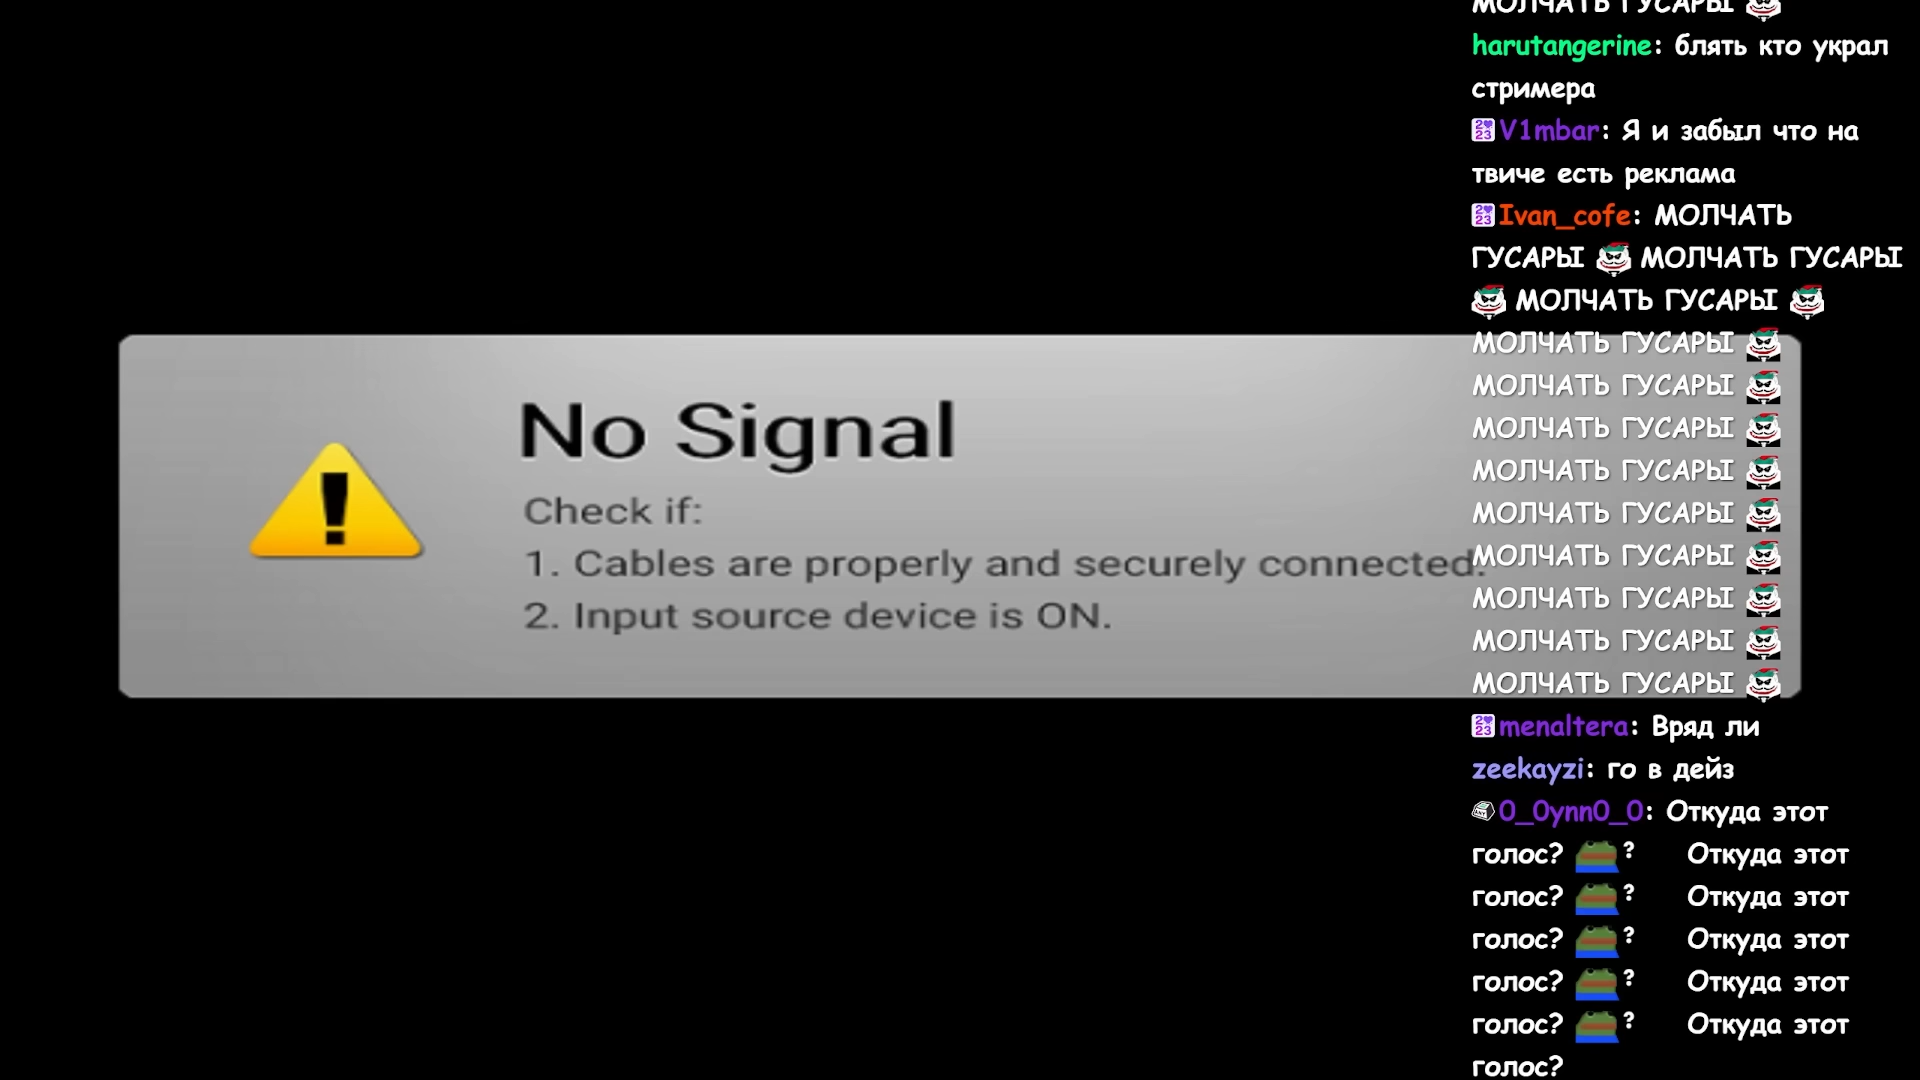 МОЛЧАТЬ ГУСАРЫ
harutangerine: блять кто украл
стримера
V1mbar: Я и забыл что на
твиче есть реклама
Ivan_cofe: МОЛЧАТЬ
ГУСАРЫ МОЛЧАТЬ ГУСАРЫ
МОЛЧАТЬ ГУСАРЫ
МОЛЧАТЬ ГУСАРЫ
МОЛЧАТЬ ГУСАРЫ
МОЛЧАТЬ ГУСАРЫ
МОЛЧАТЬ ГУСАРЫ
МОЛЧАТЬ ГУСАРЫ
МОЛЧАТЬ ГУСАРЫ
МОЛЧАТЬ ГУСАРЫ
МОЛЧАТЬ ГУСАРЫ
МОЛЧАТЬ ГУСАРЫ
menaltera: Вряд ли
zeekayzi: го в дейз
0_0ynn0_0: Откуда этот
голос? ? Откуда этот
голос? ? Откуда этот
голос? ? Откуда этот
голос? ? Откуда этот
голос? ? Откуда этот
голос?
No Signal
Check if:
1. Cables are properly and securely connected.
2. Input source device is ON.